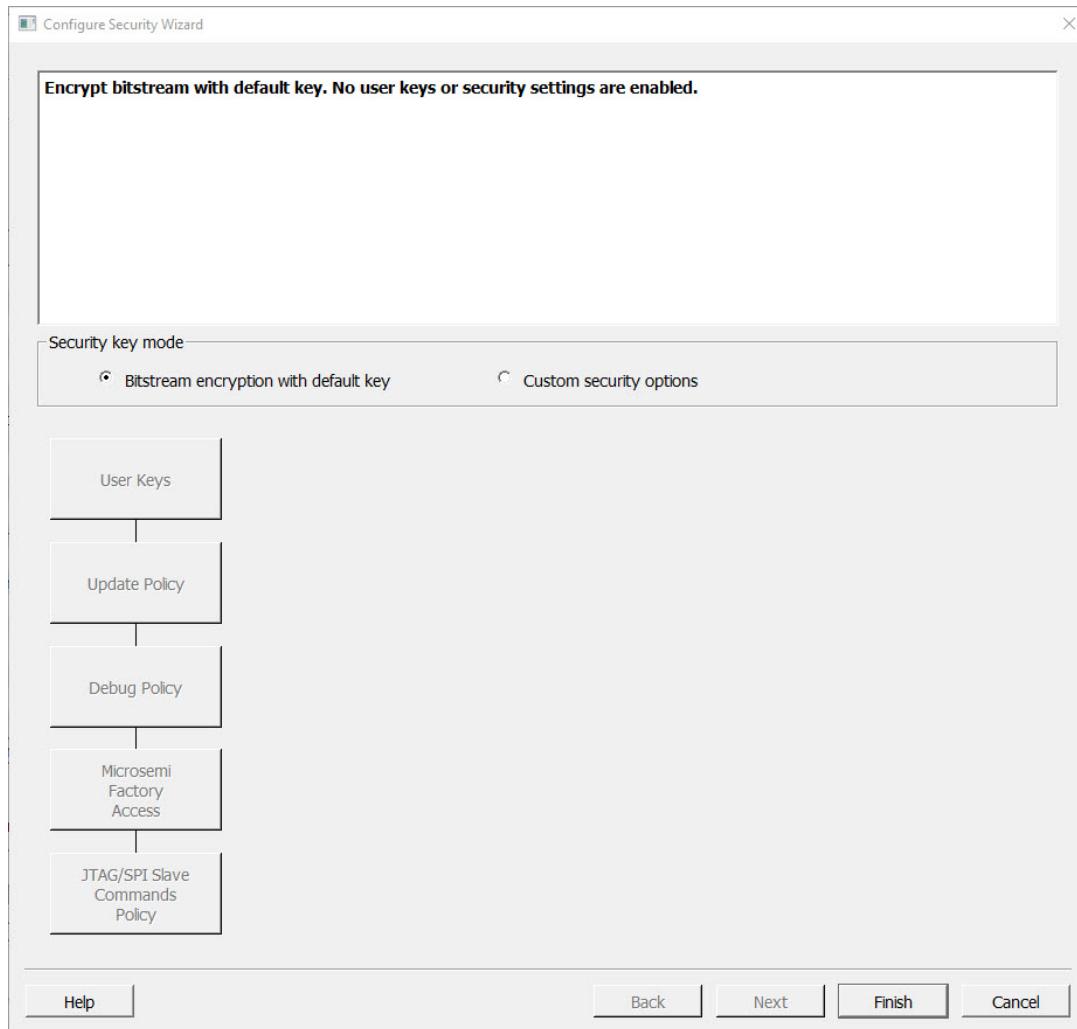 Configure Security Wizard
Encrypt bitstream with default key. No user keys or security settings are enabled.
Security key mode
Bitstream encryption with default key
Custom security options
User Keys
Update Policy
Debug Policy
Microsemi
Factory
Access
JTAG/SPI Slave
Commands
Policy
Help
Back
Next
Finish
Cancel